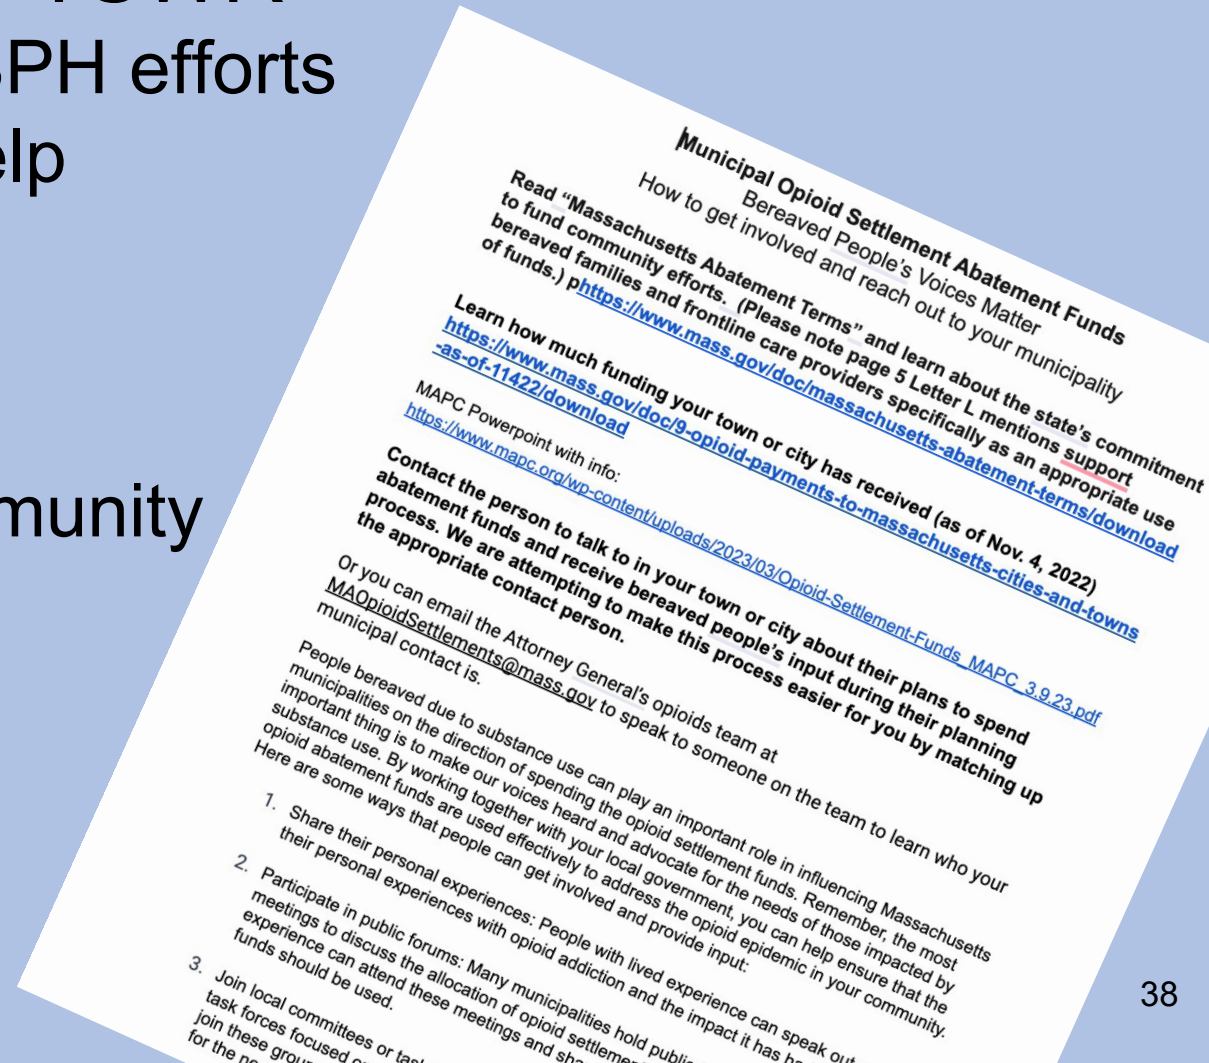 PH efforts
elp
munity
Municipal Opioid Settlement Abatement Funds
Bereaved People's Voices Matter
How to get involved and reach out to your municipality
Read “Massachusetts Abatement Terms” and learn about the state's commitment
to fund community efforts. (Please note page 5 Letter L mentions support
bereaved families and frontline care providers specifically as an appropriate use
of funds.) phttps://www.mass.gov/doc/massachusetts-abatement-terms/download
Learn how much funding your town or city has received (as of Nov. 4, 2022)
https://www.mass.gov/doc/9-opioid-payments-to-massachusetts-cities-and-towns
-as-of-11422/download
MAPC Powerpoint with info:
https://www.mapc.org/wp-content/uploads/2023/03/Opioid-Settlement-Funds_MAPC_3.9.23.pdf
Contact the person to talk to in your town or city about their plans to spend
abatement funds and receive bereaved people's input during their planning
process. We are attempting to make this process easier for you by matching up
the appropriate contact person.
Or you can email the Attorney General's opioids team at
MAOpioidSettlements@mass.gov to speak to someone on the team to learn who your
municipal contact is.
People bereaved due to substance use can play an important role in influencing Massachusetts
municipalities on the direction of spending the opioid settlement funds. Remember, the most
important thing is to make our voices heard and advocate for the needs of those impacted by
substance use. By working together with your local government, you can help ensure that the
opioid abatement funds are used effectively to address the opioid epidemic in your community.
Here are some ways that people can get involved and provide input:
1. Share their personal experiences: People with lived experience can speak out
their personal experiences with opioid addiction and the impact it has ha
2. Participate in public forums: Many municipalities hold public
meetings to discuss the allocation of opioid settlement
experience can attend these meetings and sha
funds should be used.
3. Join local committees or task
task forces focused o
join these grou
for the ne
38